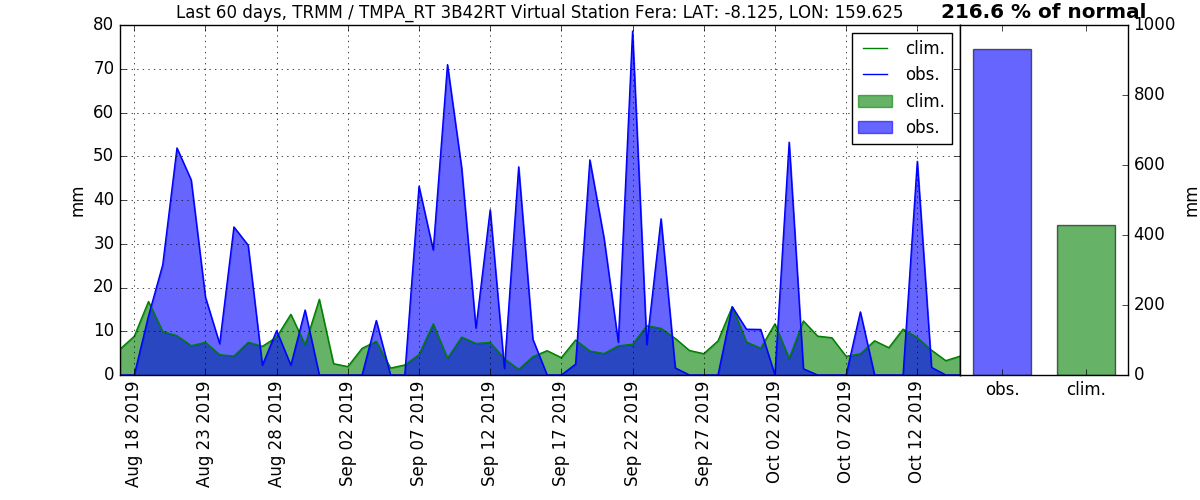 Last 60 days, TRMM / TMPA_RT 3B42RT Virtual Station Fera: LAT: -8.125, LON: 159.625
216.6 % of normal
80
70
60
50
40
30
20
10
0
mm
clim.
obs.
clim.
obs.
Aug 18 2019
Aug 23 2019
Aug 28 2019
Sep 02 2019
Sep 07 2019
Sep 12 2019
Sep 17 2019
Sep 22 2019
Sep 27 2019
Oct 02 2019
Oct 07 2019
Oct 12 2019
1000
800
600
400
200
0
mm
obs.
clim.